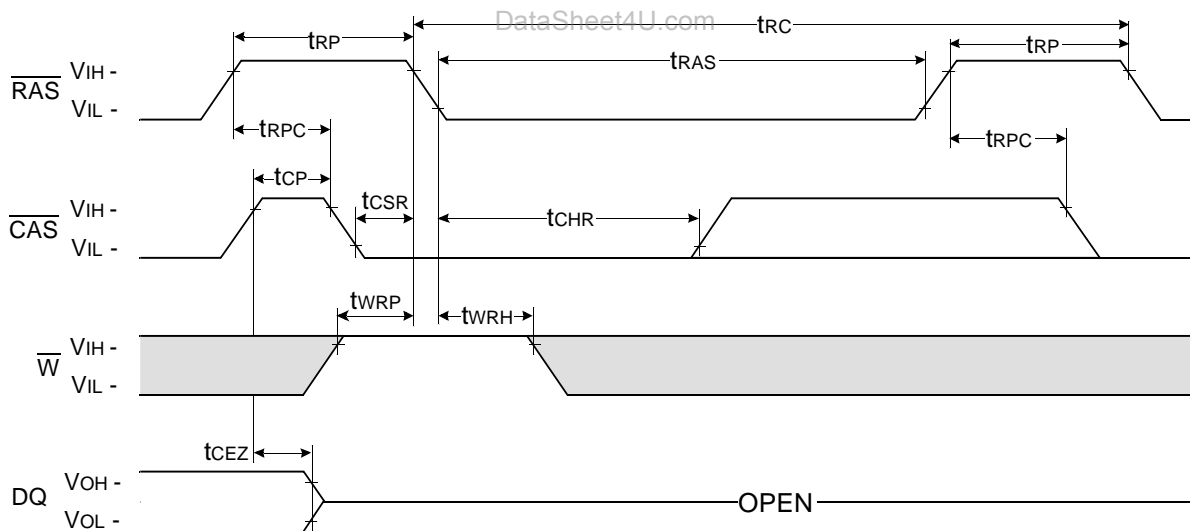 DataSheet4U.com
tRP
tRC
tRAS
tRP
RAS
VIH -
VIL -
tRPC
tRPC
tCP
tCSR
tCHR
CAS
VIH -
VIL -
tWRP
tWRH
W
VIH -
VIL -
tCEZ
DQ
VOH -
VOL -
OPEN